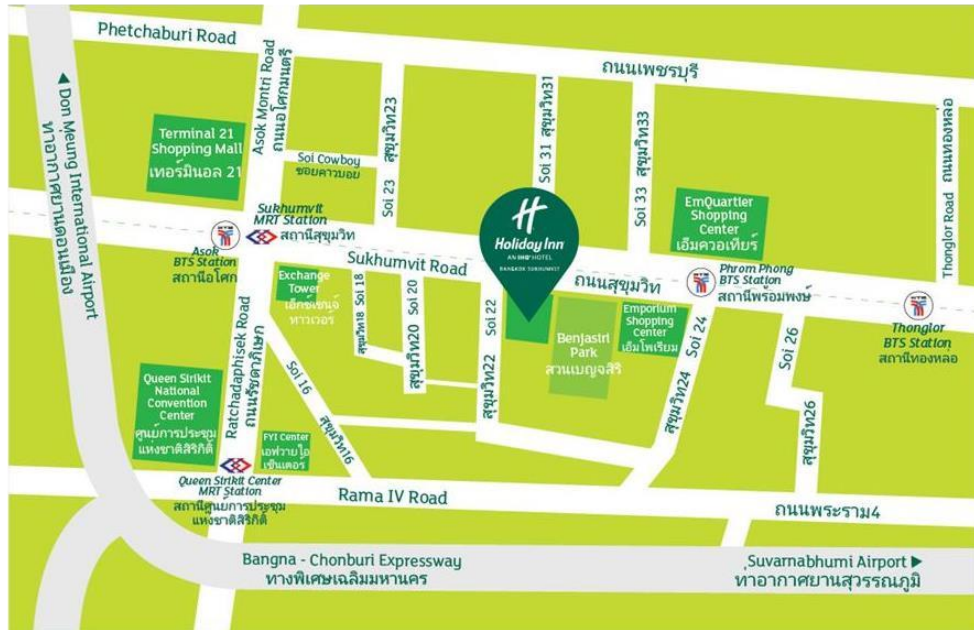 Phetchaburi Road
ถนนเพชรบุรี
Don Meung International Airport
ท่าอากาศยานดอนเมือง
Asok Montri Road
ถนนอโศกมนตรี
Terminal 21
Shopping Mall
เทอร์มินอล 21
Soi Cowboy
ซอยคาวบอย
Soi 23
สุขุมวิท23
Soi 31
สุขุมวิท31
Soi 33
สุขุมวิท33
Thonglor Road
ถนนทองหล่อ
EmQuartier
Shopping
Center
เอ็มควอเทียร์
H
Holiday Inn
AN IHG HOTEL
BANGKOK SUKHUMVIT
Sukhumvit
MRT Station
สถานีสุขุมวิท
Asok
BTS Station
สถานีอโศก
Sukhumvit Road
ถนนสุขุมวิท
Phrom Phong
BTS Station
สถานีพร้อมพงษ์
Thonglor
BTS Station
สถานีทองหล่อ
Exchange
Tower
เอ็กซ์เชนจ์
ทาวเวอร์
Soi 18
สุขุมวิท18
Soi 20
สุขุมวิท20
Soi 22
สุขุมวิท22
Benjastri
Park
สวนเบญจสิริ
Emporium
Shopping
Center
เอ็มโพเรียม
Soi 24
สุขุมวิท24
Soi 26
สุขุมวิท26
Ratchadaphisek Road
ถนนรัชดาภิเษก
Soi 16
สุขุมวิท16
Queen Sirikit
National
Convention
Center
ศูนย์การประชุม
แห่งชาติสิริกิติ์
FYI Center
เอฟวายไอ
เซ็นเตอร์
Queen Sirikit Center
MRT Station
สถานีศูนย์การประชุม
แห่งชาติสิริกิติ์
Rama IV Road
ถนนพระราม4
Bangna - Chonburi Expressway
ทางพิเศษเฉลิมมหานคร
Suvarnabhumi Airport
ท่าอากาศยานสุวรรณภูมิ